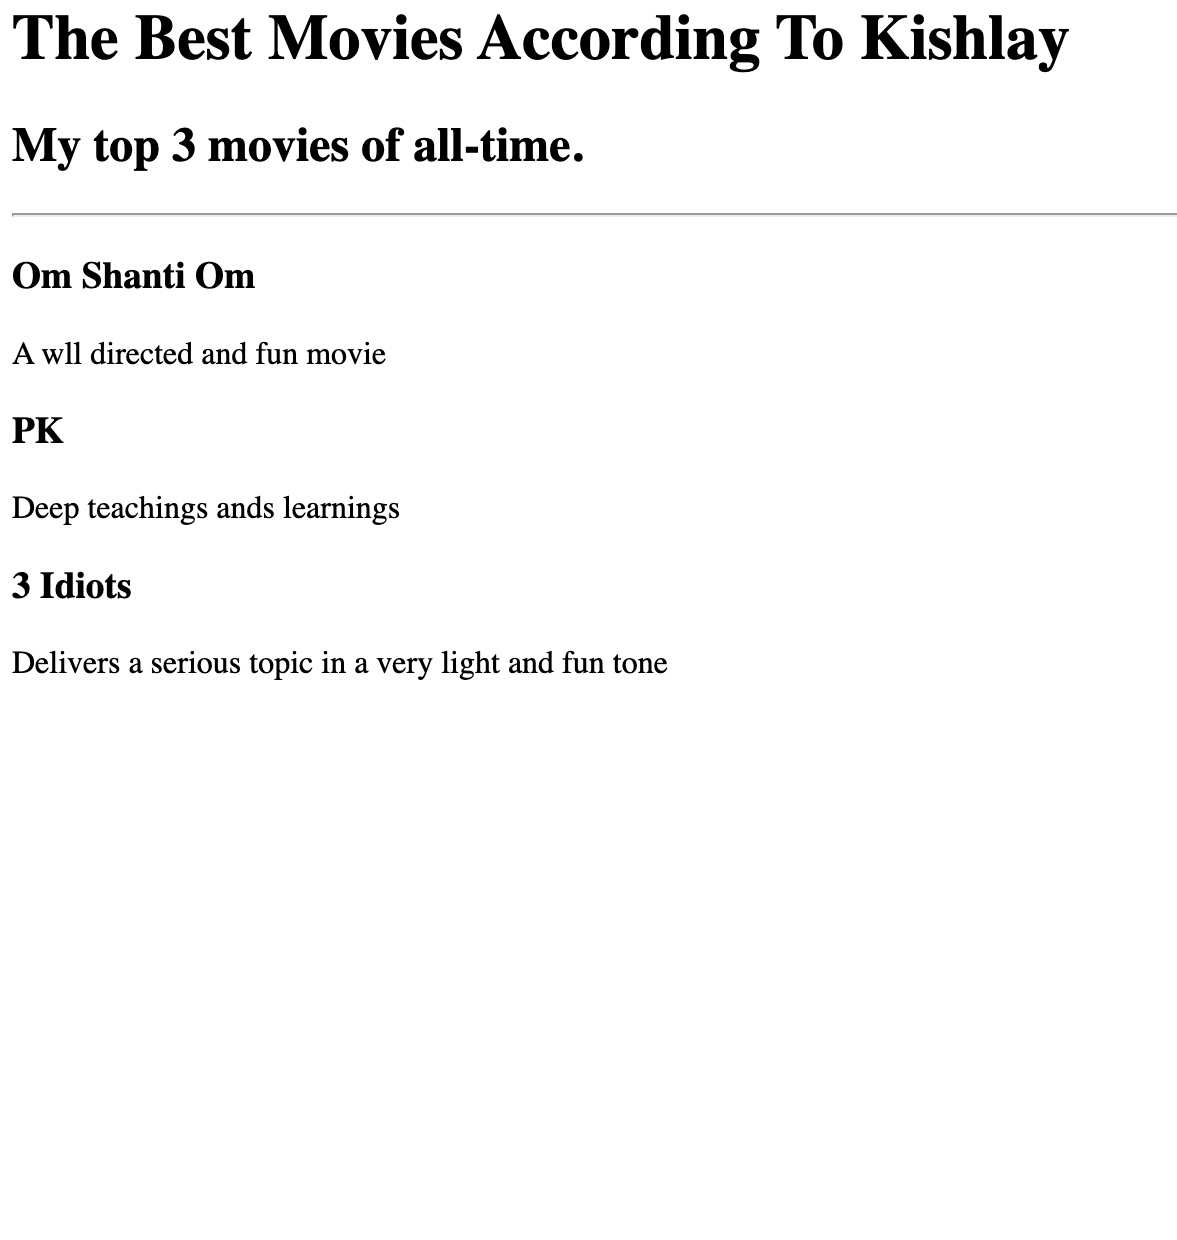 The Best Movies According To Kishlay
My top 3 movies of all-time.
Om Shanti Om
A wll directed and fun movie
PK
Deep teachings ands learnings
3 Idiots
Delivers a serious topic in a very light and fun tone